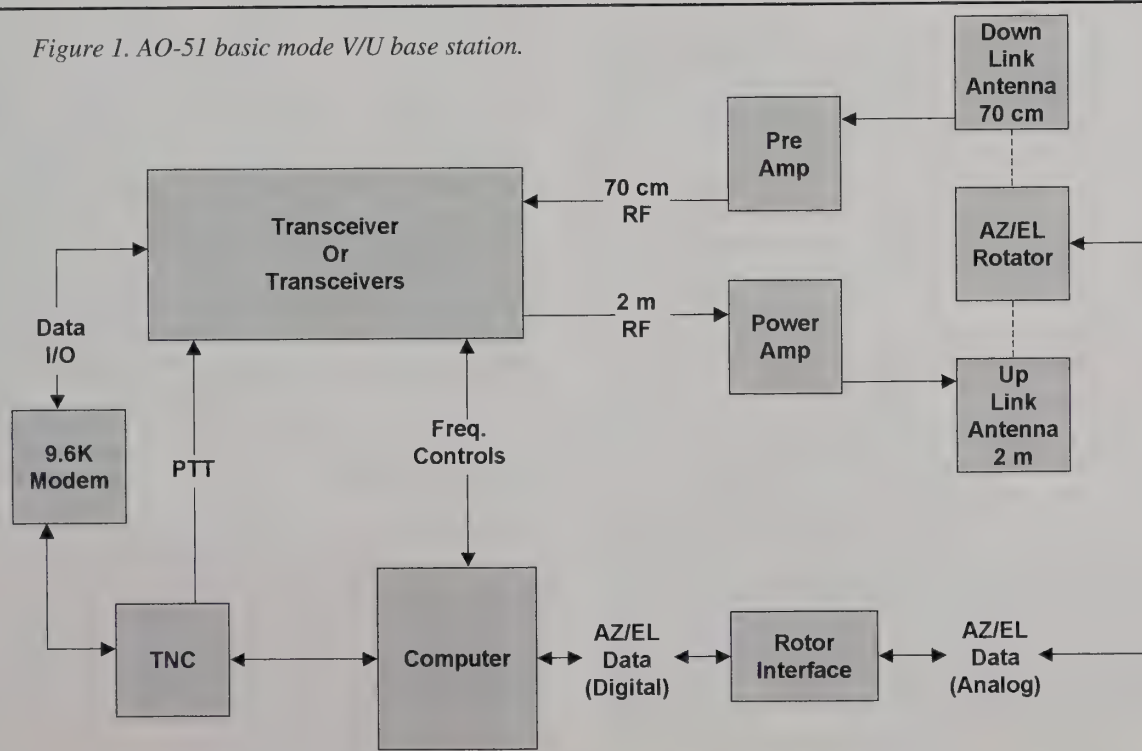 Figure 1. AO-51 basic mode V/U base station.
Down
Link
Antenna
70 cm
Pre
Amp
70 cm
RF
Transceiver
Or
Transceivers
AZ/EL
Rotator
2 m
RF
Power
Amp
Data
I/O
Up
Link
Antenna
2 m
9.6K
Modem
PTT
Freq.
Controls
TNC
Computer
AZ/EL
Data
(Digital)
Rotor
Interface
AZ/EL
Data
(Analog)